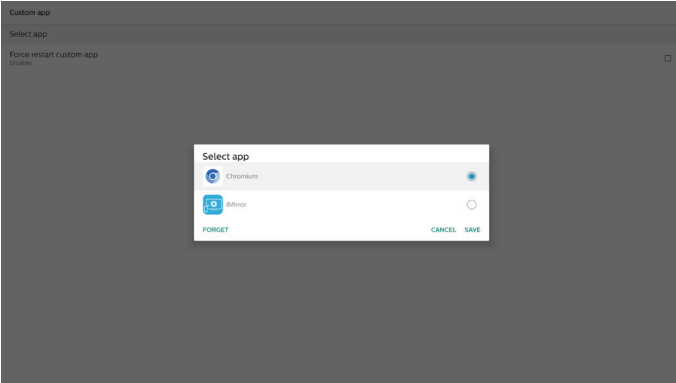 Custom app
Select app
Force restart custom app
Disable
Select app
Chromium
iMirror
FORGET
CANCEL SAVE